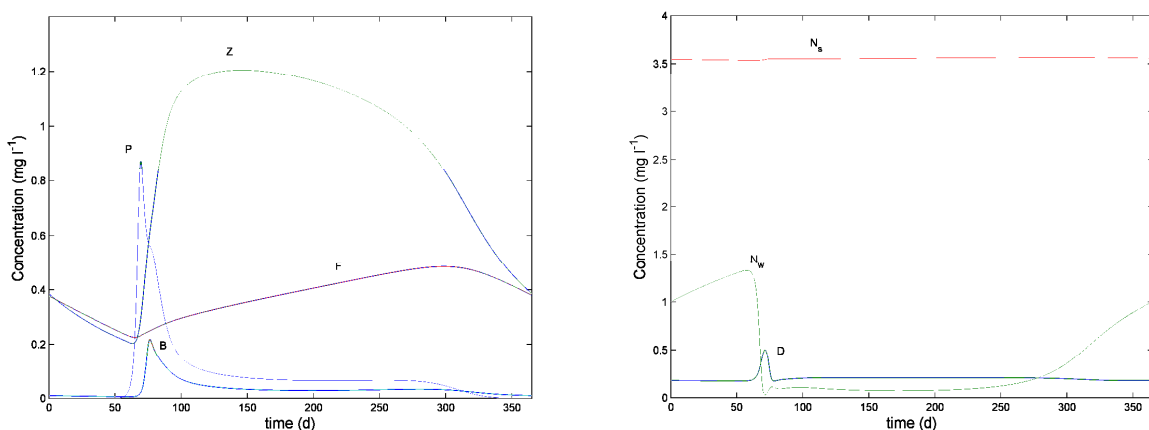 Z
1.2
1
P
0.8
Concentration (mg l⁻¹)
0.6
F
0.4
B
0.2
0
0 50 100 150 200 250 300 350
time (d)
4
Nₛ
3.5
3
2.5
Concentration (mg l⁻¹)
2
1.5
N_w
1
D
0.5
0
0 50 100 150 200 250 300 350
time (d)